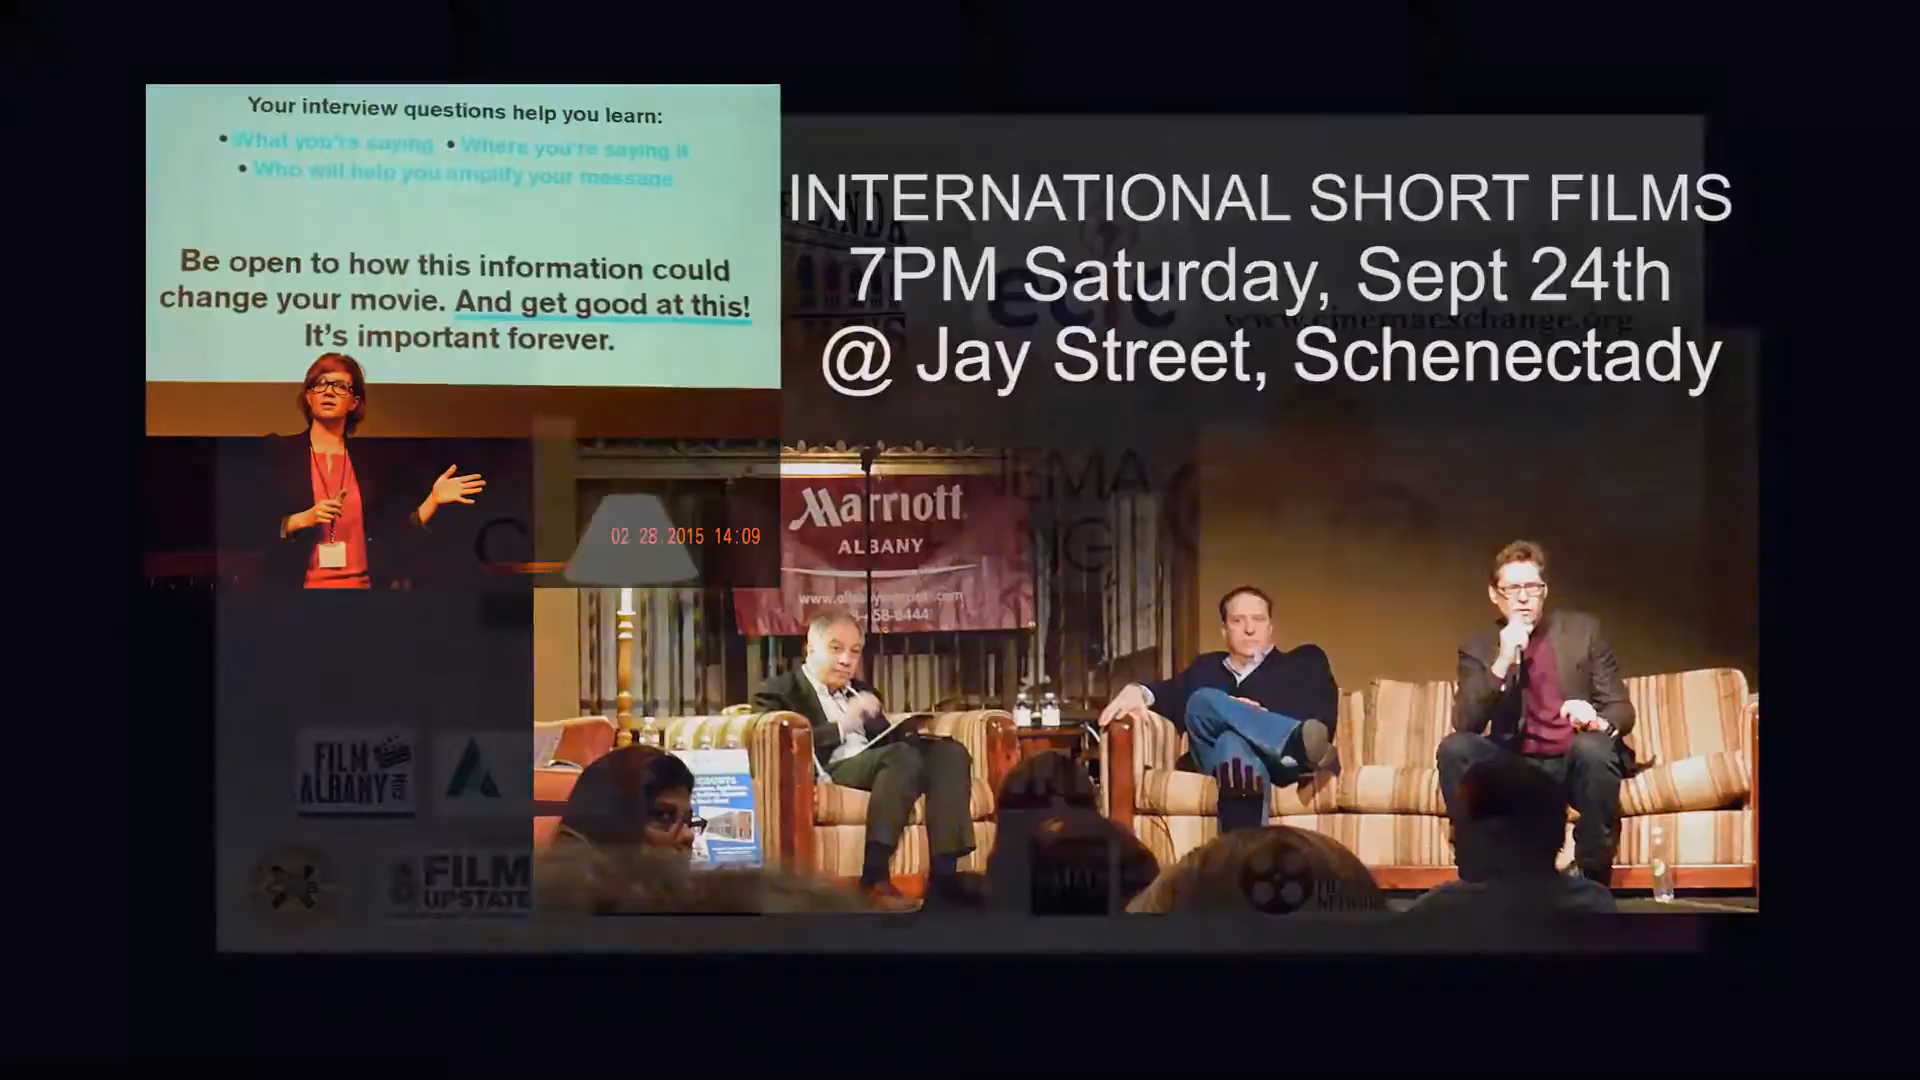 Your interview questions help you learn:
• What you're saying • Where you're saying it
• Who will help you amplify your message
Be open to how this information could
change your movie. And get good at this!
It's important forever.
INTERNATIONAL SHORT FILMS
7PM Saturday, Sept 24th
www.cinemaexchange.org
@ Jay Street, Schenectady
02 28 2015 14:09
Marriott
ALBANY
FILM
ALBANY
FILM
UPSTATE